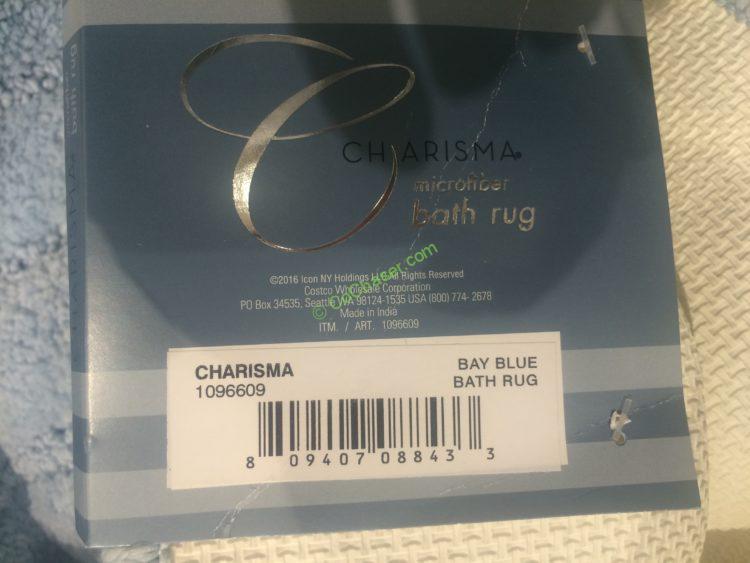 CHARISMA
microfiber
bath rug
©2016 Icon NY Holdings LLC All Rights Reserved
Costco Wholesale Corporation
PO Box 34535, Seattle, WA 98124-1535 USA (800) 774-2678
Made in India
ITM. / ART. 1096609
© CoChaser.com
CHARISMA
1096609
BAY BLUE
BATH RUG
8 09407 08843 3